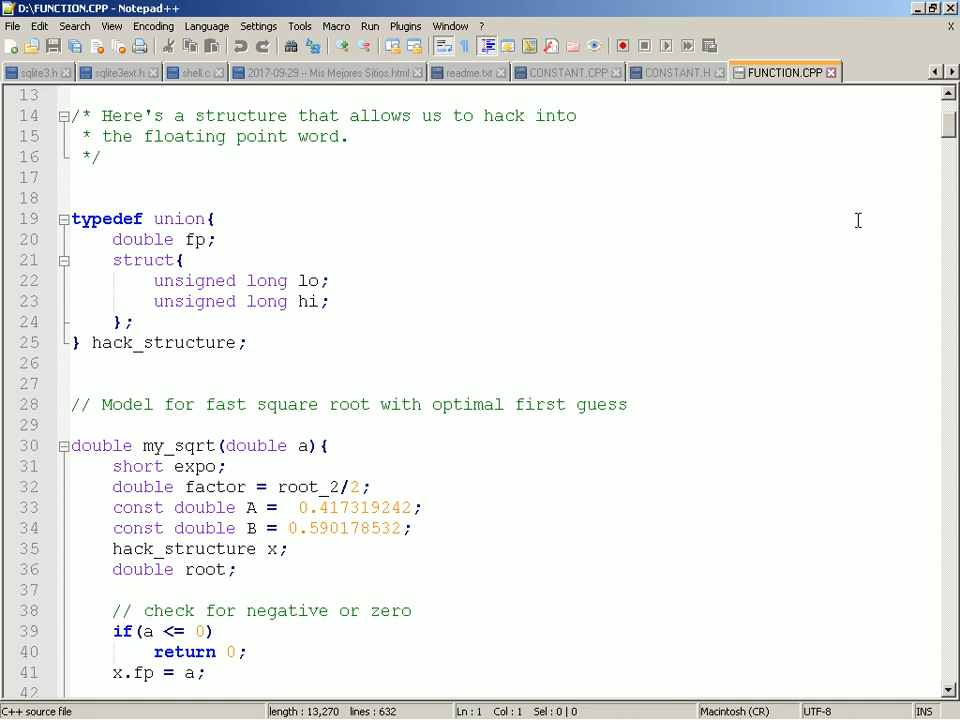 D:\FUNCTION.CPP - Notepad++
File Edit Search View Encoding Language Settings Tools Macro Run Plugins Window ? X
sqlite3.h sqlite3ext.h shell.c 2017-09-29 -- Mis Mejores Sitios.html readme.txt CONSTANT.CPP CONSTANT.H FUNCTION.CPP
13
14 /* Here's a structure that allows us to hack into
15 * the floating point word.
16 */
17
18
19 typedef union{
20 double fp;
21 struct{
22 unsigned long lo;
23 unsigned long hi;
24 };
25 } hack_structure;
26
27
28 // Model for fast square root with optimal first guess
29
30 double my_sqrt(double a){
31 short expo;
32 double factor = root_2/2;
33 const double A =  0.417319242;
34 const double B = 0.590178532;
35 hack_structure x;
36 double root;
37
38 // check for negative or zero
39 if(a <= 0)
40 return 0;
41 x.fp = a;
42
C++ source file length : 13,270 lines : 632 Ln : 1 Col : 1 Sel : 0 | 0 Macintosh (CR) UTF-8 INS